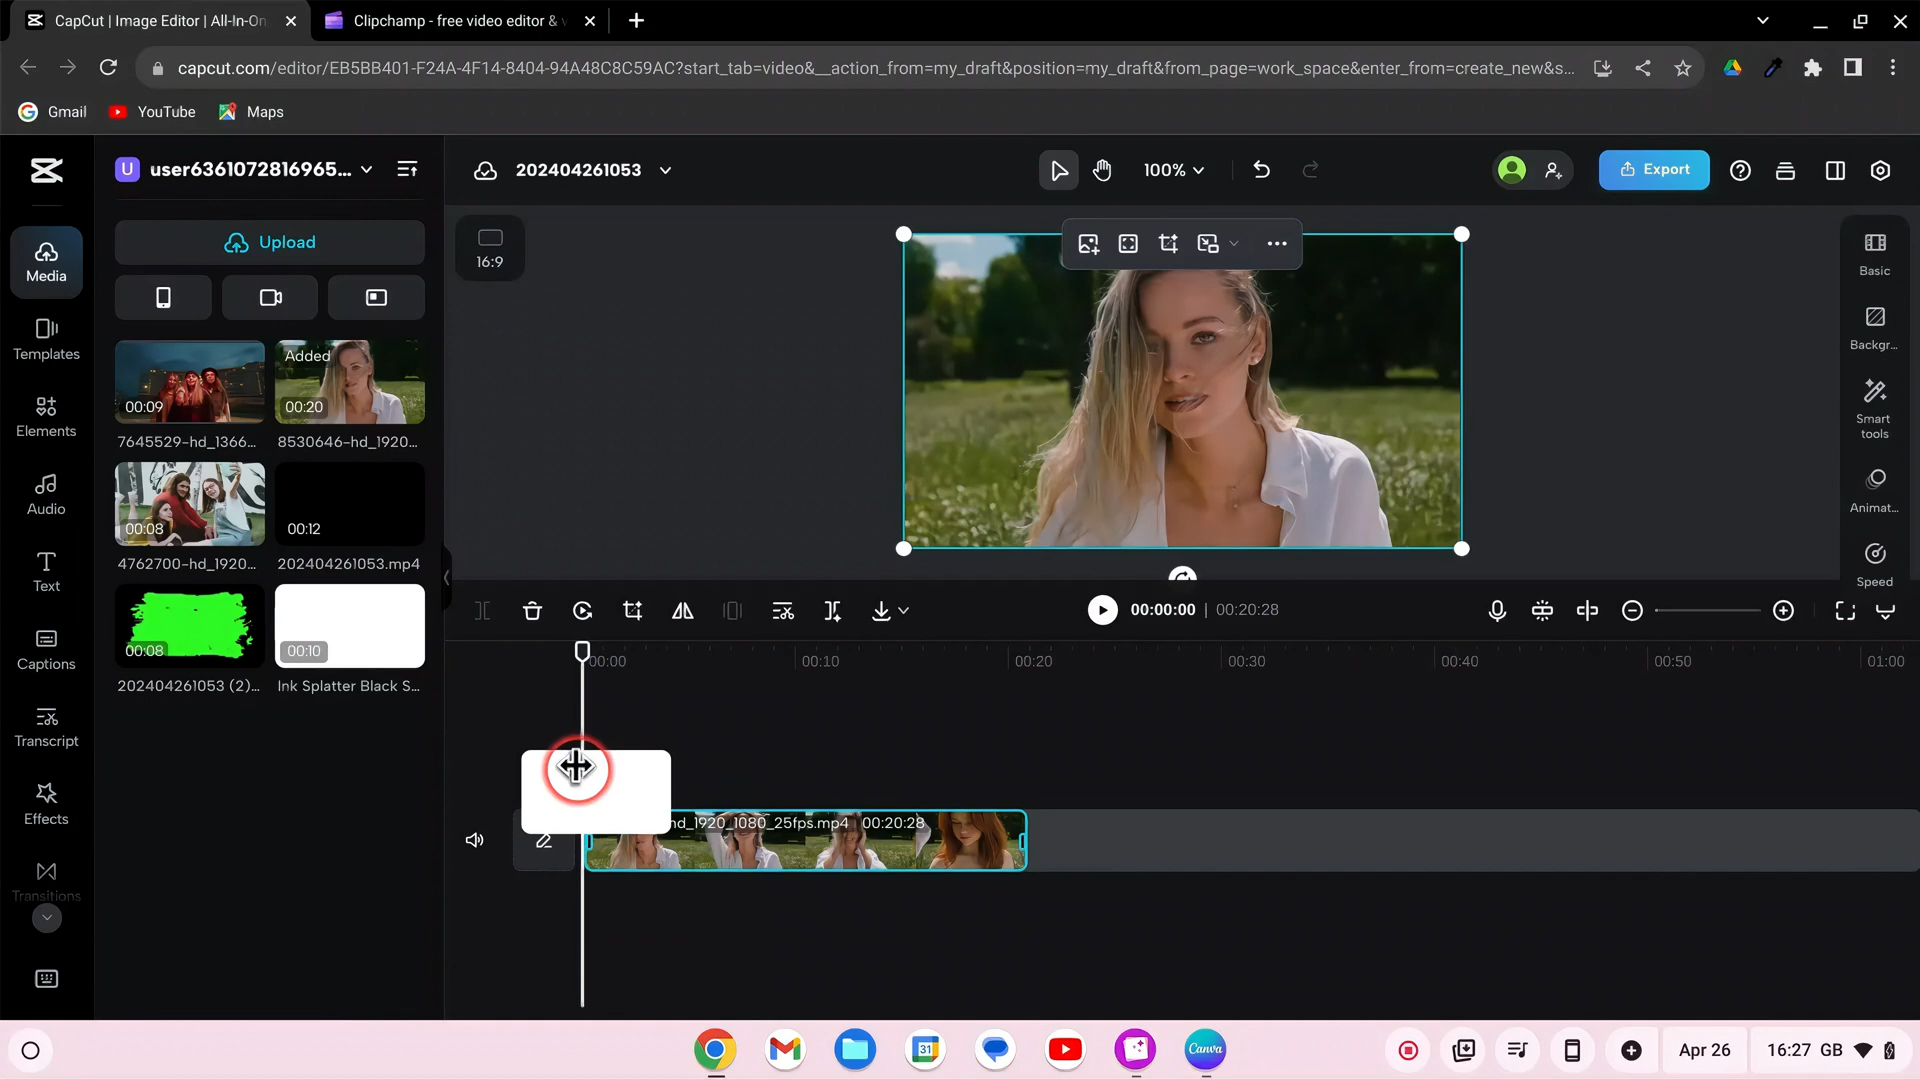 CapCut | Image Editor | All-In-On
Clipchamp - free video editor & v
capcut.com/editor/EB5BB401-F24A-4F14-8404-94A48C8C59AC?start_tab=video&__action_from=my_draft&position=my_draft&from_page=work_space&enter_from=create_new&s...
Gmail
YouTube
Maps
U
user6361072816965...
202404261053
100%
Export
Upload
16:9
Media
Templates
Elements
Audio
Text
Captions
Transcript
Effects
Transitions
00:09
7645529-hd_1366...
Added
00:20
8530646-hd_1920...
00:08
4762700-hd_1920...
00:12
202404261053.mp4
00:08
202404261053 (2)...
00:10
Ink Splatter Black S...
Basic
Backgr...
Smart
tools
Animat...
Speed
00:00:00 | 00:20:28
00:00
00:10
00:20
00:30
00:40
00:50
01:00
hd_1920_1080_25fps.mp4 00:20:28
31
Canva
Apr 26
16:27 GB